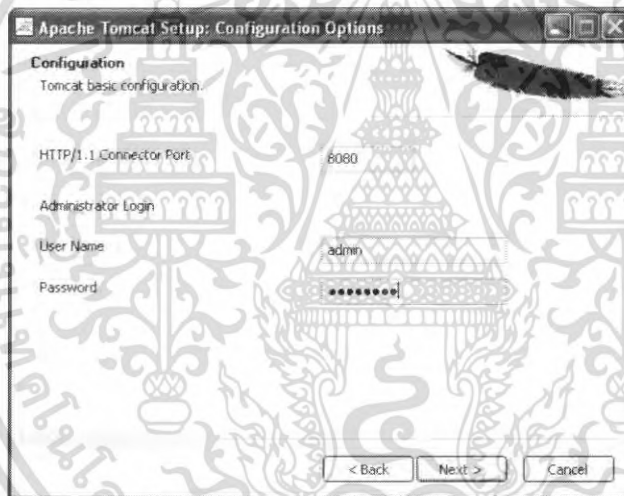 Apache Tomcat Setup: Configuration Options
Configuration
Tomcat basic configuration.
HTTP/1.1 Connector Port
8080
Administrator Login
User Name
admin
Password
••••••••
< Back
Next >
Cancel